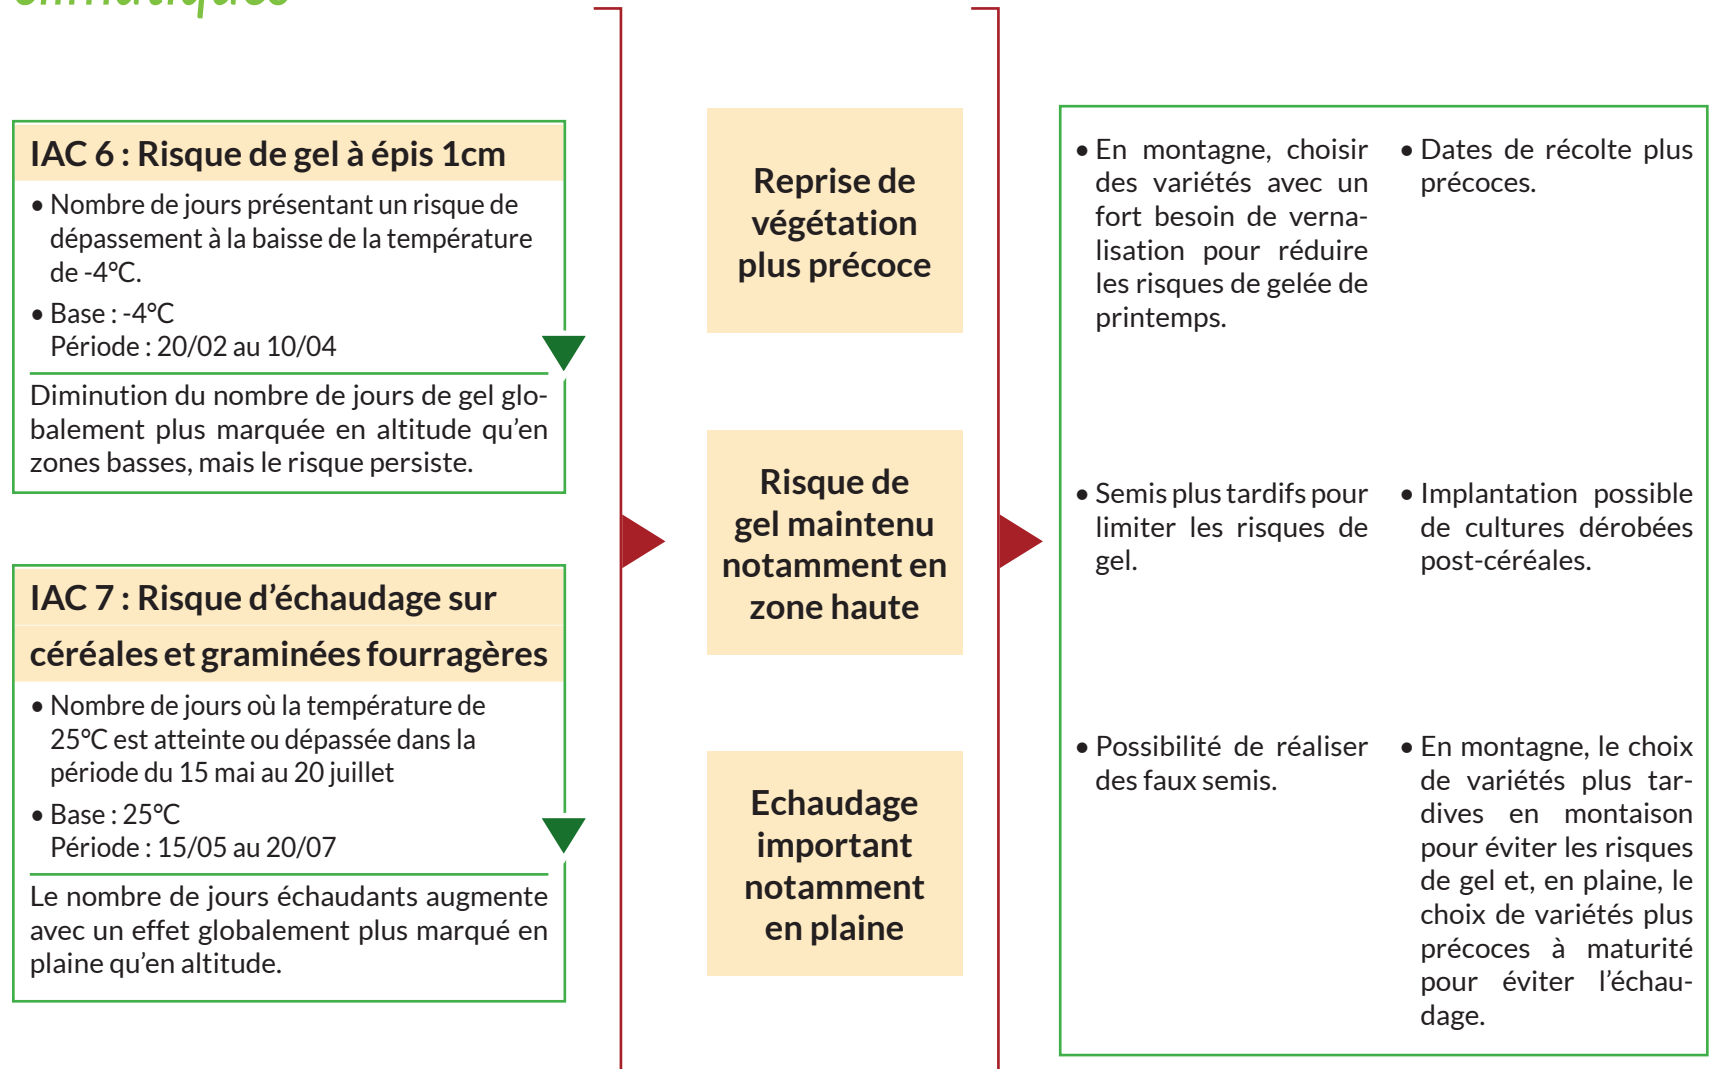 IAC 6 : Risque de gel à épis 1cm
• Nombre de jours présentant un risque de
dépassement à la baisse de la température
de -4°C.
• Base : -4°C
Période : 20/02 au 10/04
Diminution du nombre de jours de gel glo-
balement plus marquée en altitude qu'en
zones basses, mais le risque persiste.
IAC 7 : Risque d'échaudage sur
céréales et graminées fourragères
• Nombre de jours où la température de
25°C est atteinte ou dépassée dans la
période du 15 mai au 20 juillet
• Base : 25°C
Période : 15/05 au 20/07
Le nombre de jours échaudants augmente
avec un effet globalement plus marqué en
plaine qu'en altitude.
Reprise de
végétation
plus précoce
Risque de
gel maintenu
notamment en
zone haute
Echaudage
important
notamment
en plaine
• En montagne, choisir
des variétés avec un
fort besoin de verna-
lisation pour réduire
les risques de gelée de
printemps.
• Semis plus tardifs pour
limiter les risques de
gel.
• Possibilité de réaliser
des faux semis.
• Dates de récolte plus
précoces.
• Implantation possible
de cultures dérobées
post-céréales.
• En montagne, le choix
de variétés plus tar-
dives en montaison
pour éviter les risques
de gel et, en plaine, le
choix de variétés plus
précoces à maturité
pour éviter l'échau-
dage.